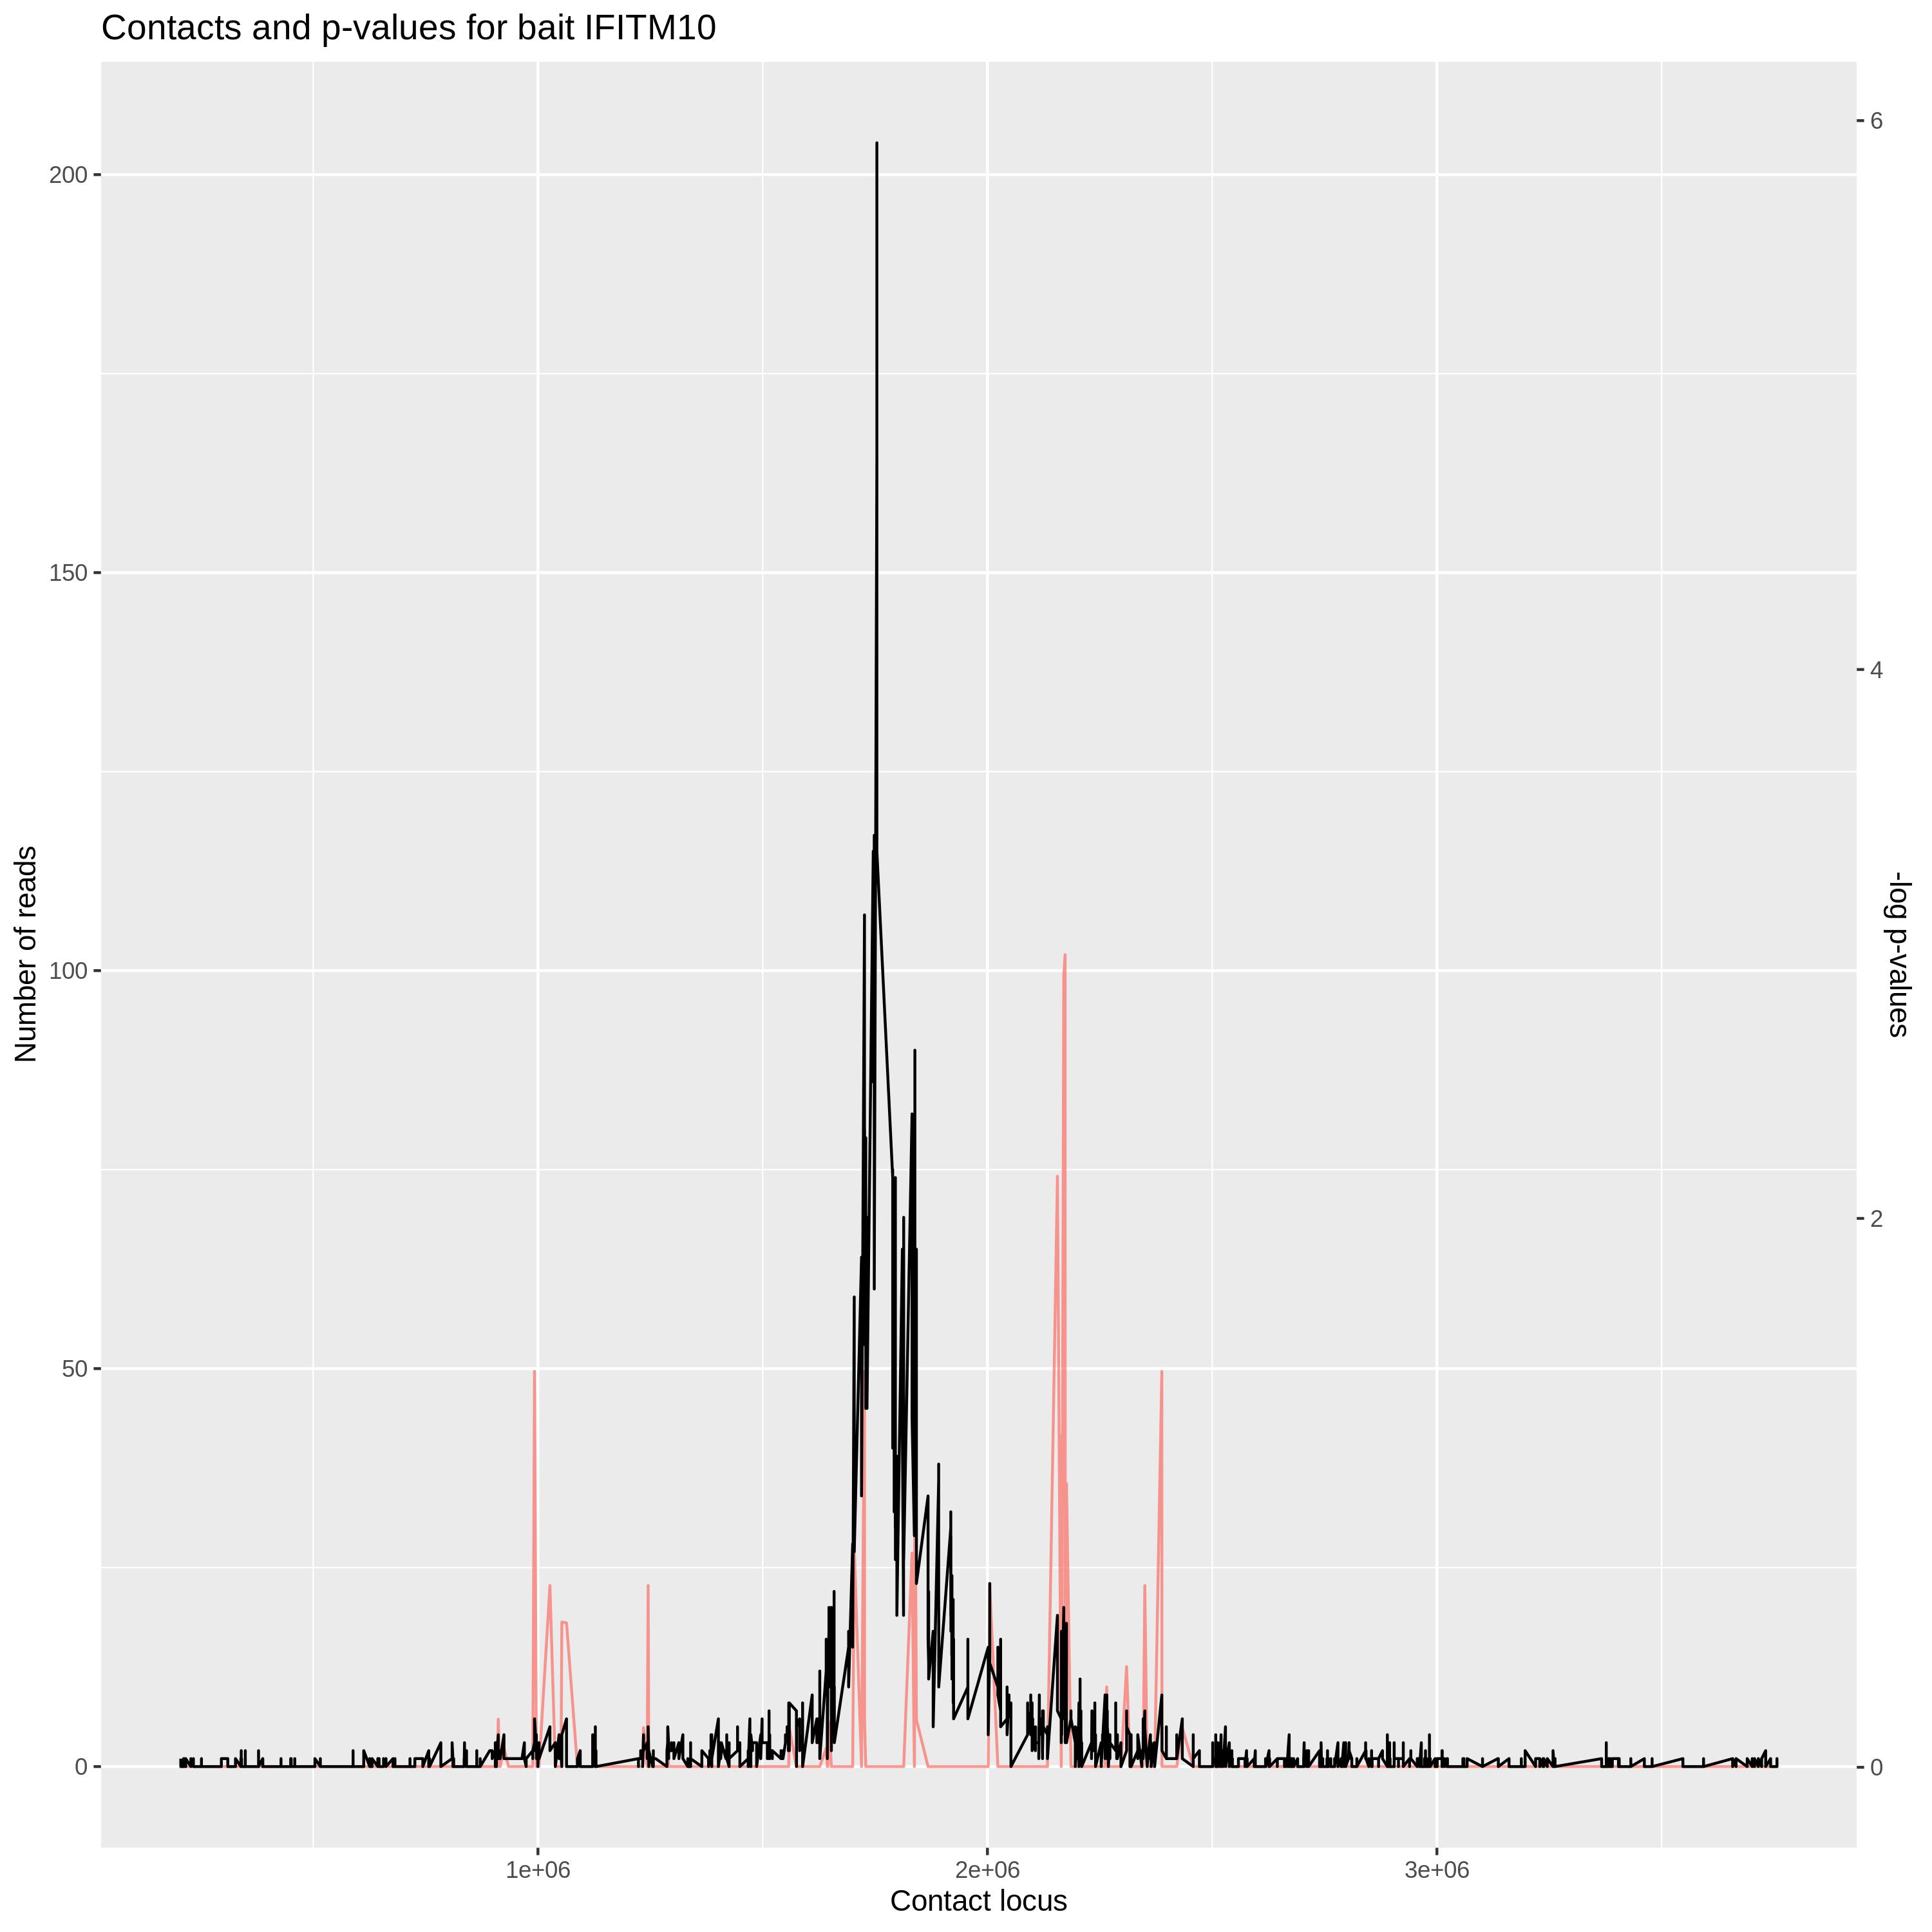 Contacts and p-values for bait IFITM10
200
150
100
50
0
Number of reads
6
4
2
0
-log p-values
1e+06
2e+06
3e+06
Contact locus